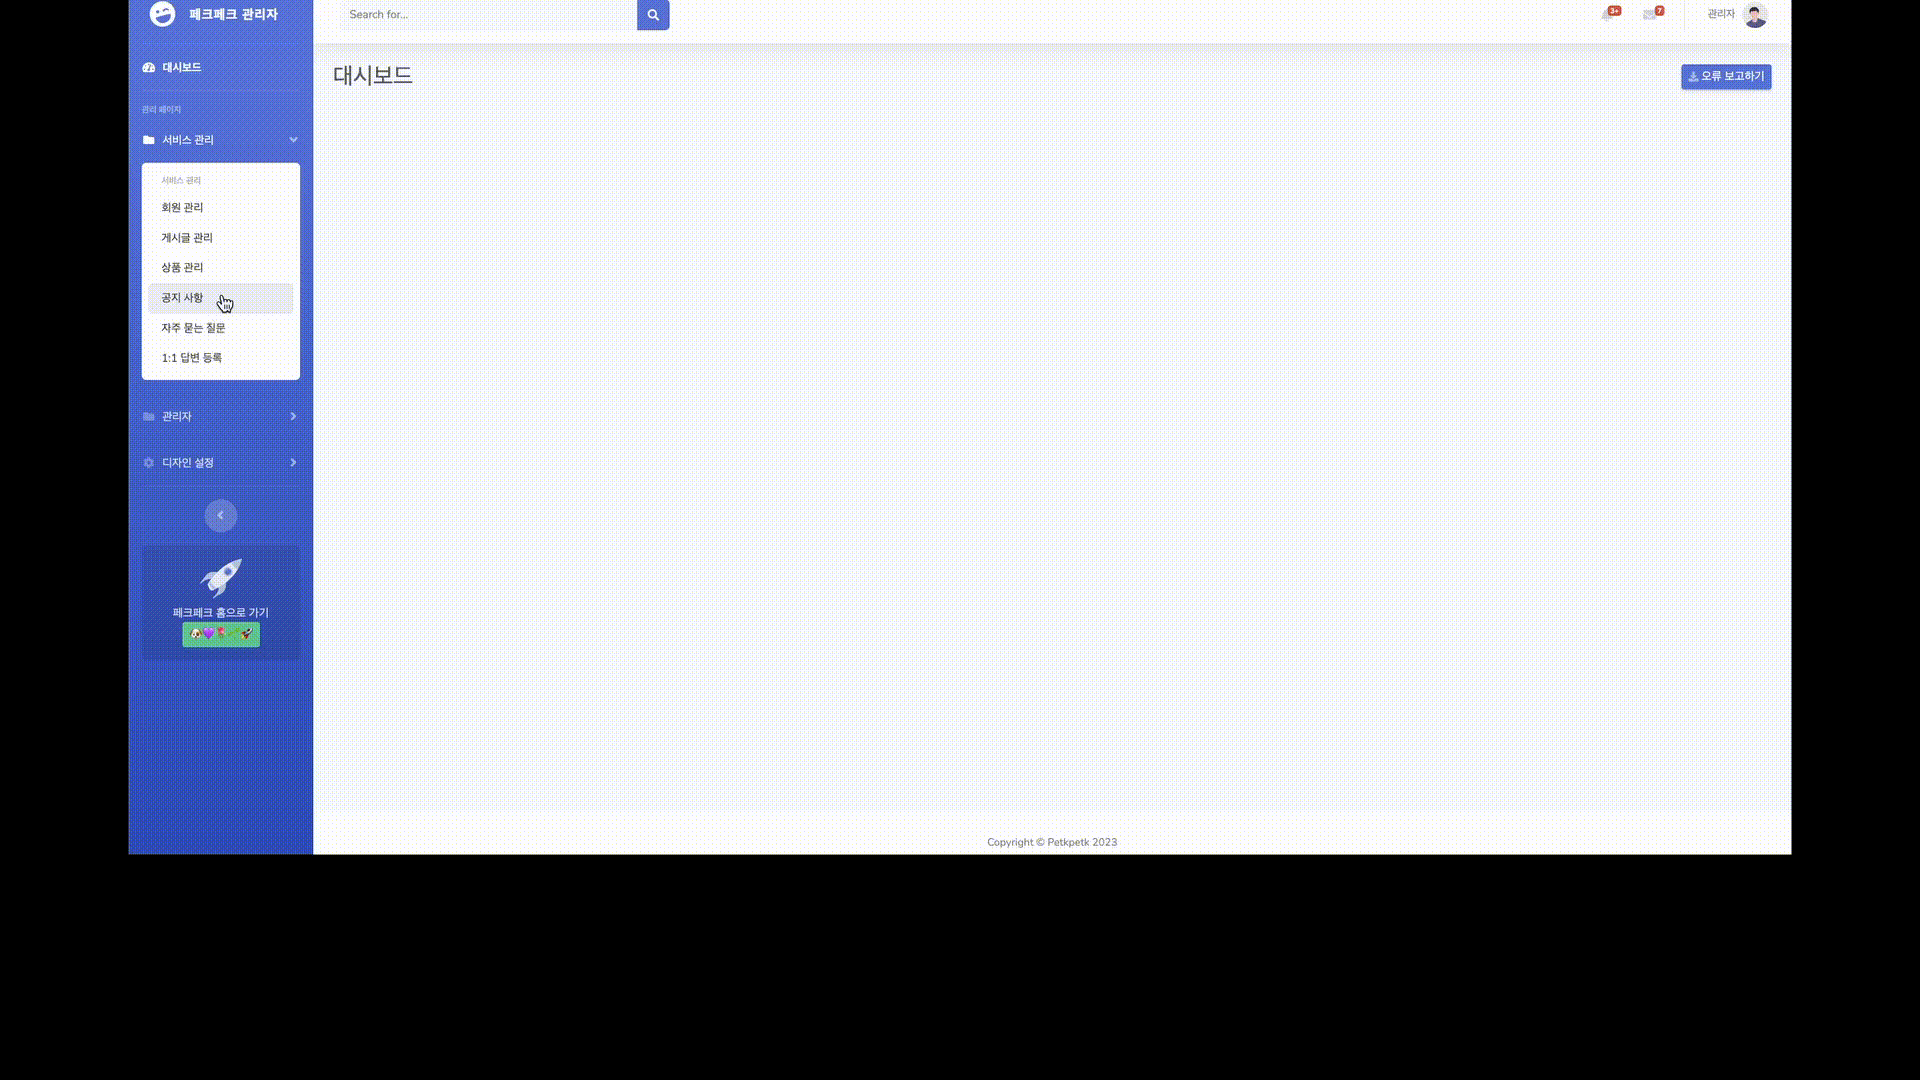 페크페크 관리자
Search for...
3+
7
관리자
대시보드
대시보드
오류 보고하기
관리 페이지
서비스 관리
서비스 관리
회원 관리
게시글 관리
상품 관리
공지 사항
자주 묻는 질문
1:1 답변 등록
관리자
디자인 설정
페크페크 홈으로 가기
Copyright © Petkpetk 2023